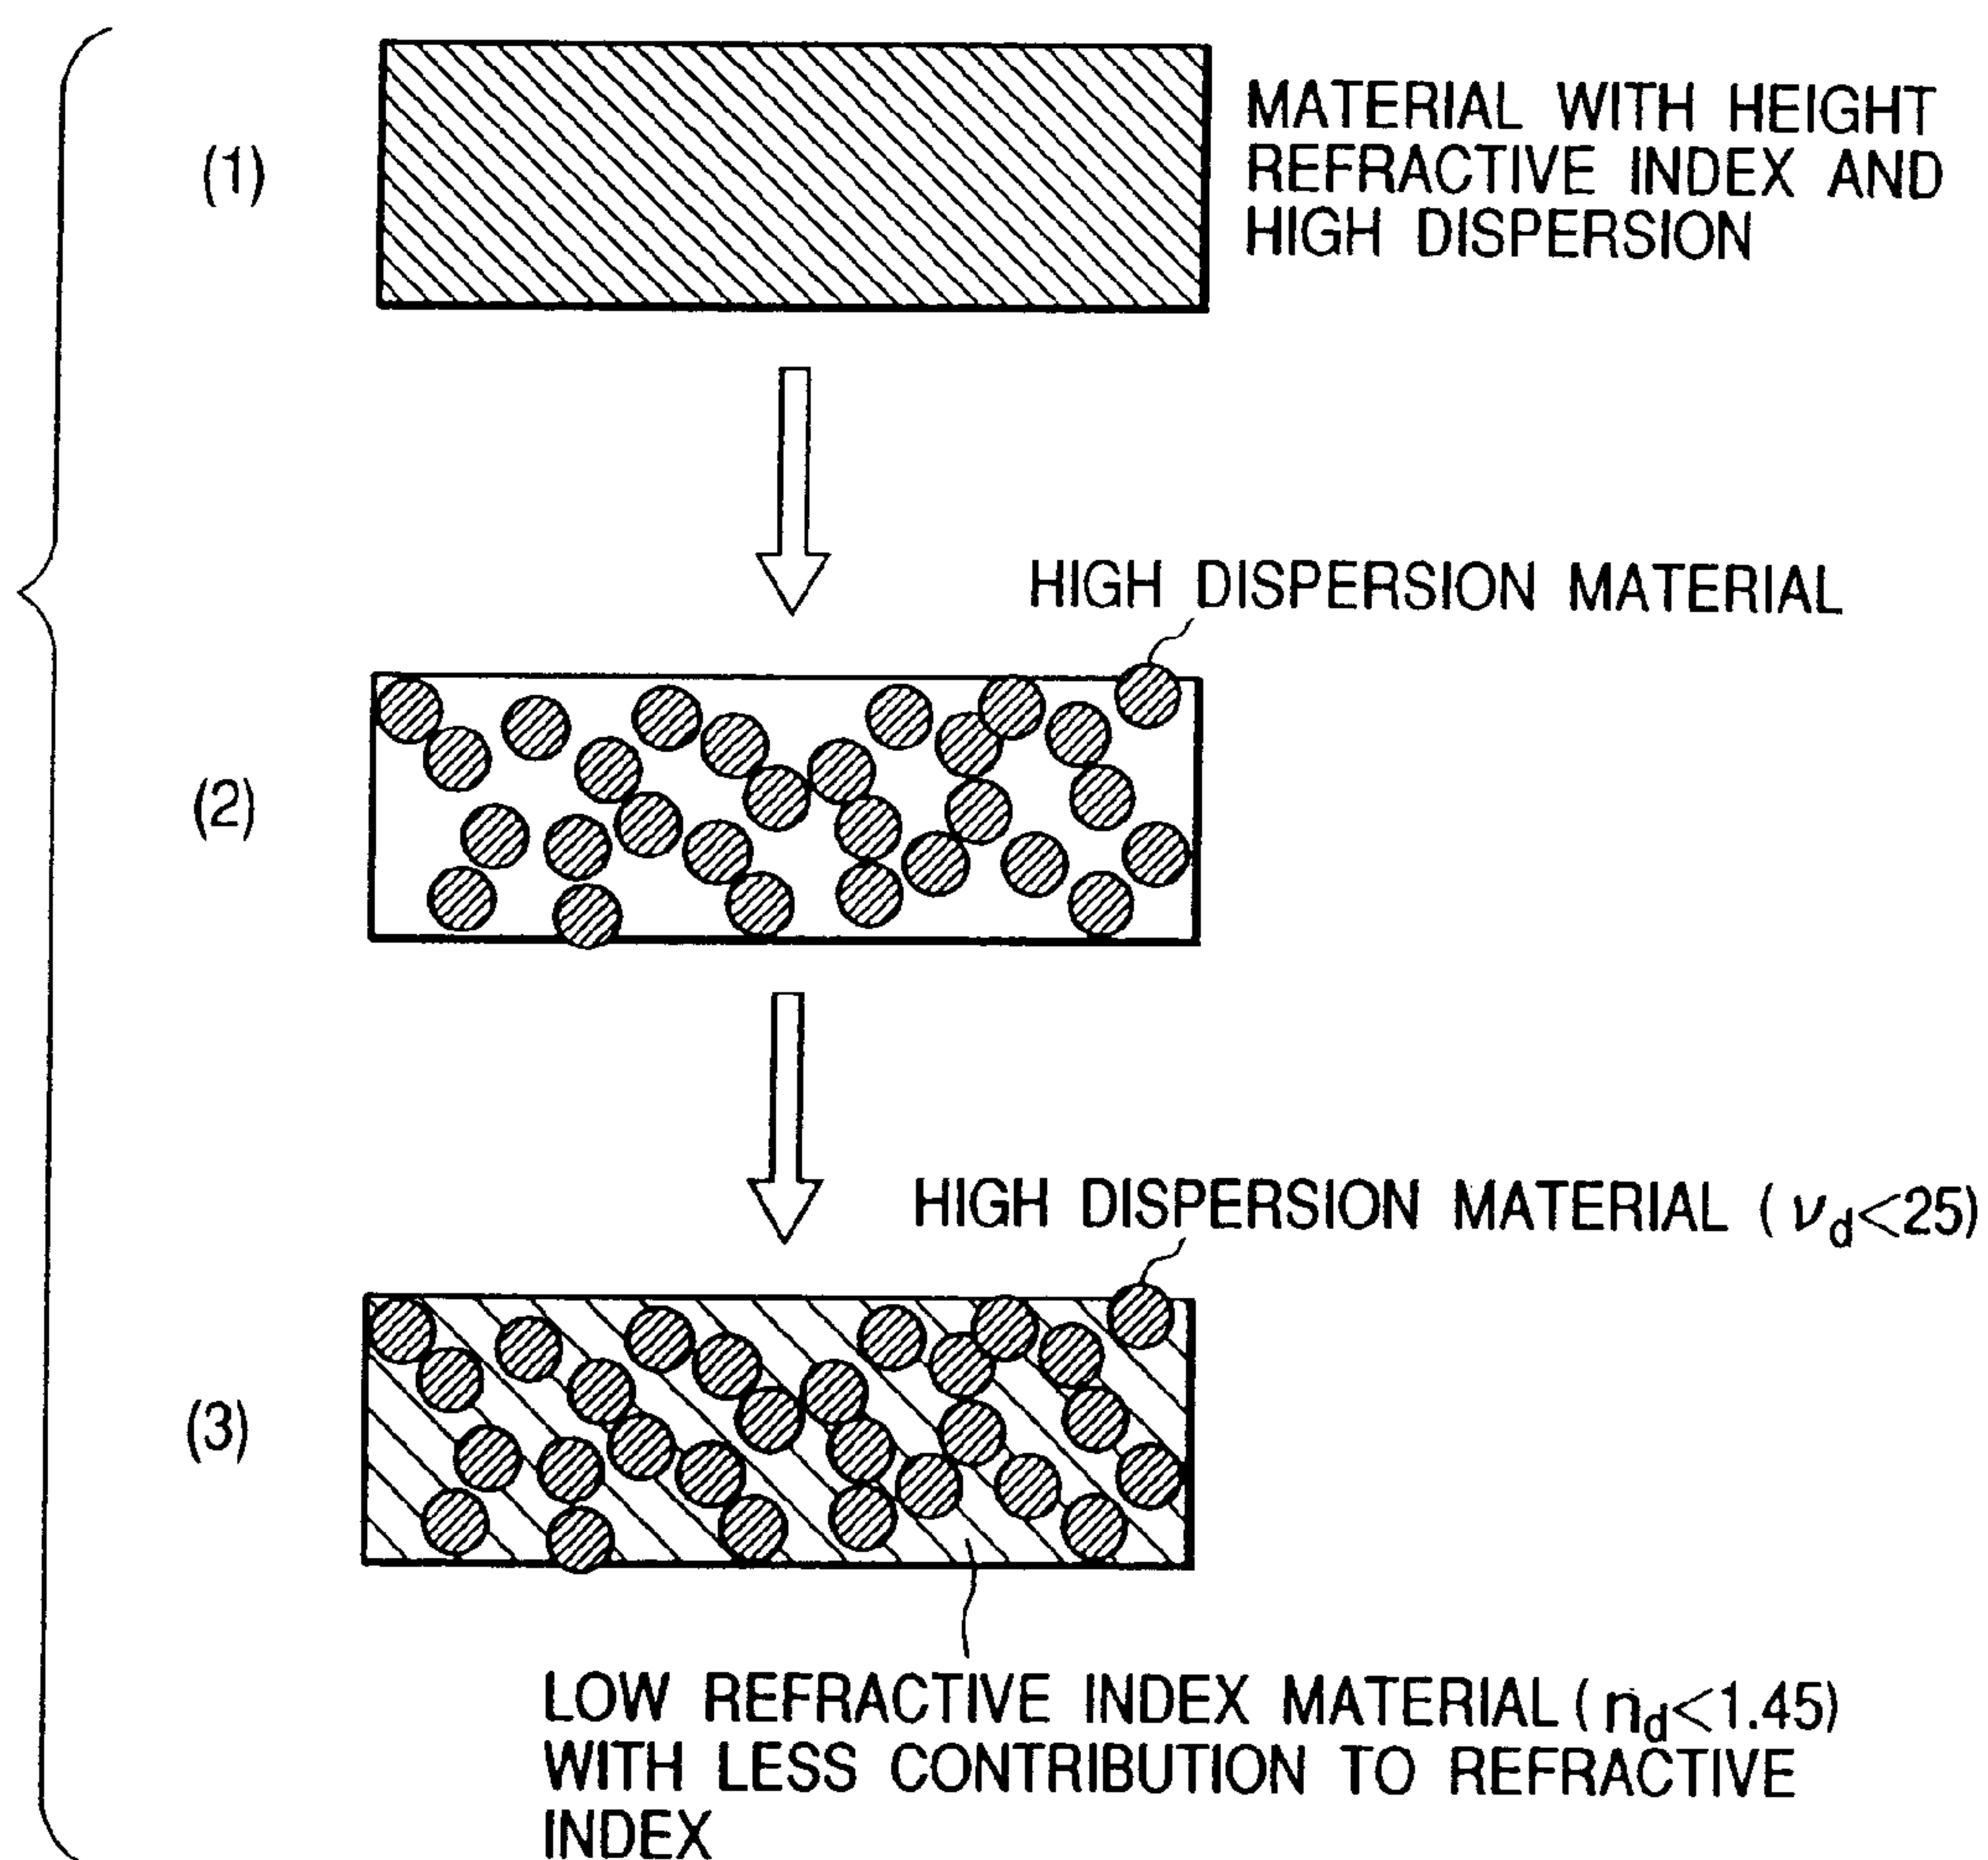 (1)
MATERIAL WITH HEIGHT
REFRACTIVE INDEX AND
HIGH DISPERSION
HIGH DISPERSION MATERIAL
(2)
HIGH DISPERSION MATERIAL (νd<25)
(3)
LOW REFRACTIVE INDEX MATERIAL (nd<1.45)
WITH LESS CONTRIBUTION TO REFRACTIVE
INDEX